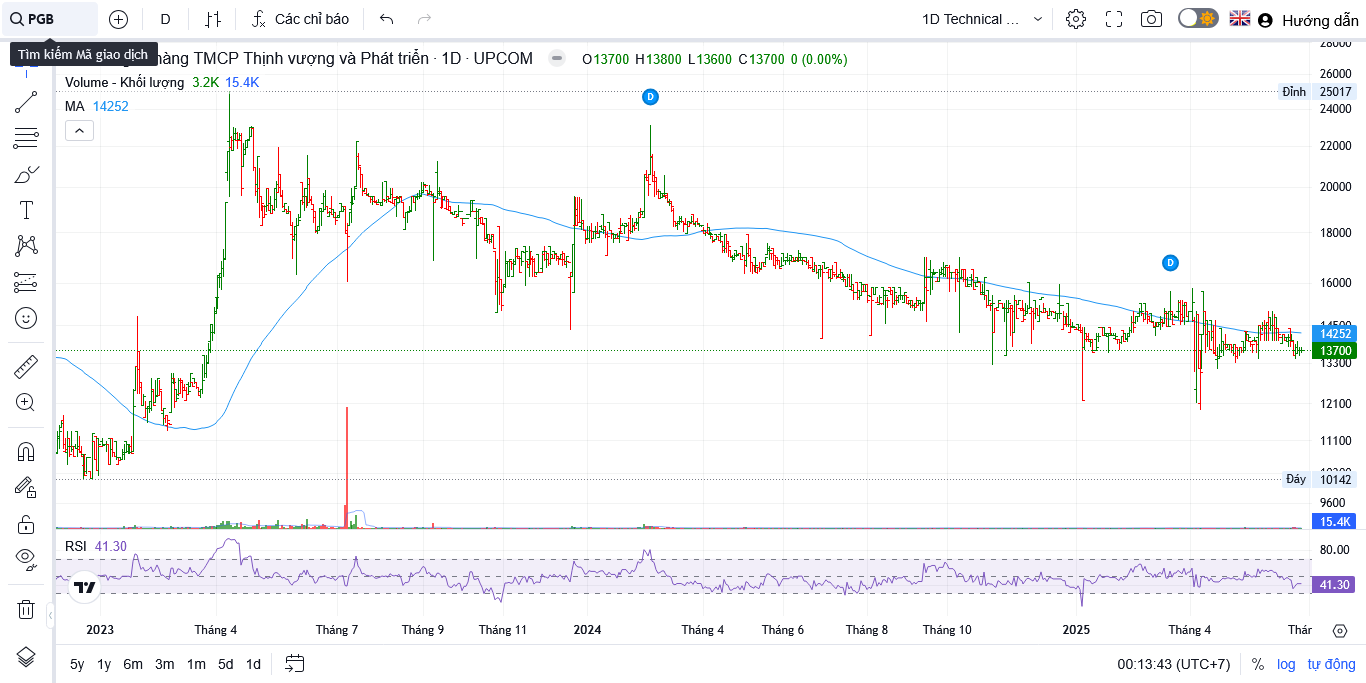 PGB
D
Các chỉ báo
1D Technical ...
Hướng dẫn
Tìm kiếm Mã giao dịch
hàng TMCP Thịnh vượng và Phát triển · 1D · UPCOM
O13700 H13800 L13600 C13700 0 (0.00%)
Volume - Khối lượng 3.2K 15.4K
MA 14252
D
D
28000
26000
Đỉnh 25017
24000
22000
20000
18000
16000
14500
14252
13700
13300
12100
11100
Đáy 10142
9600
15.4K
RSI 41.30
80.00
41.30
2023 Tháng 4 Tháng 7 Tháng 9 Tháng 11 2024 Tháng 4 Tháng 6 Tháng 8 Tháng 10 2025 Tháng 4 Thár
5y 1y 6m 3m 1m 5d 1d
00:13:43 (UTC+7) % log tự động